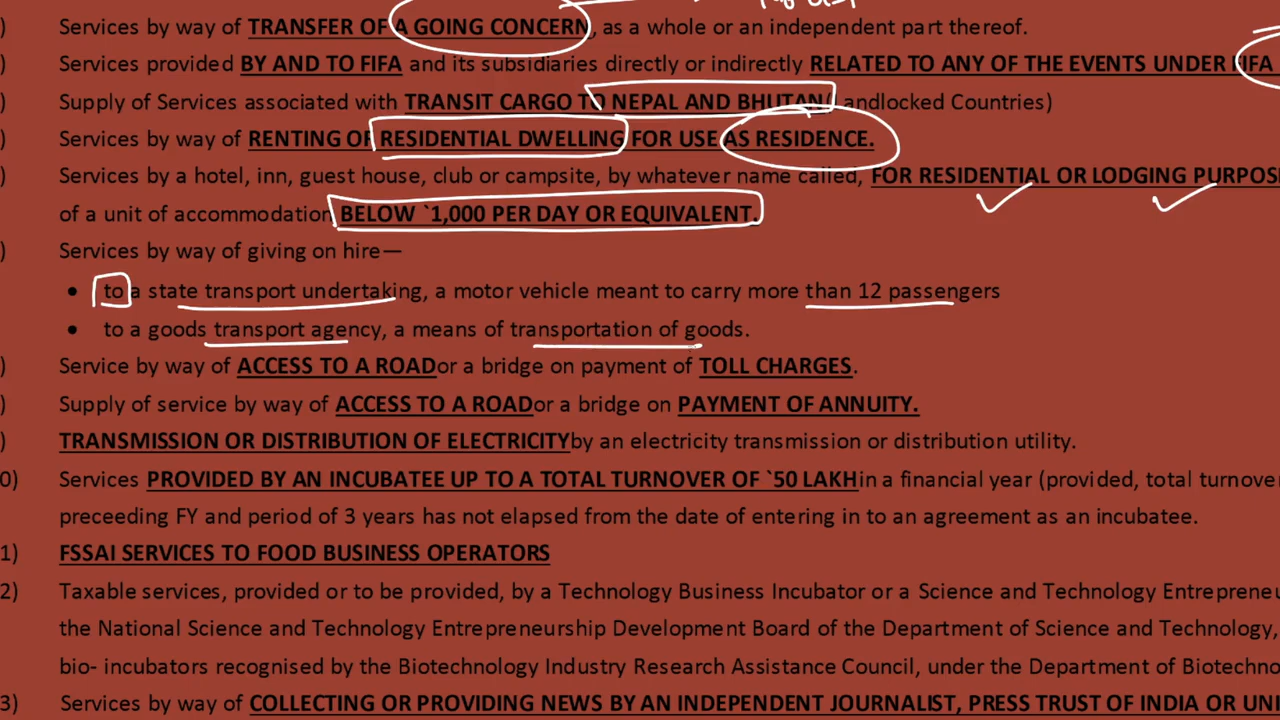 ) Services by way of TRANSFER OF A GOING CONCERN, as a whole or an independent part thereof.
) Services provided BY AND TO FIFA and its subsidiaries directly or indirectly RELATED TO ANY OF THE EVENTS UNDER FIFA
) Supply of Services associated with TRANSIT CARGO TO NEPAL AND BHUTAN( andlocked Countries)
) Services by way of RENTING OF RESIDENTIAL DWELLING FOR USE AS RESIDENCE.
) Services by a hotel, inn, guest house, club or campsite, by whatever name called, FOR RESIDENTIAL OR LODGING PURPOS
of a unit of accommodation BELOW `1,000 PER DAY OR EQUIVALENT.
) Services by way of giving on hire—
• to a state transport undertaking, a motor vehicle meant to carry more than 12 passengers
• to a goods transport agency, a means of transportation of goods.
) Service by way of ACCESS TO A ROADor a bridge on payment of TOLL CHARGES.
) Supply of service by way of ACCESS TO A ROADor a bridge on PAYMENT OF ANNUITY.
) TRANSMISSION OR DISTRIBUTION OF ELECTRICITYby an electricity transmission or distribution utility.
0) Services PROVIDED BY AN INCUBATEE UP TO A TOTAL TURNOVER OF `50 LAKHin a financial year (provided, total turnove
preceeding FY and period of 3 years has not elapsed from the date of entering in to an agreement as an incubatee.
1) FSSAI SERVICES TO FOOD BUSINESS OPERATORS
2) Taxable services, provided or to be provided, by a Technology Business Incubator or a Science and Technology Entrepreneu
the National Science and Technology Entrepreneurship Development Board of the Department of Science and Technology,
bio- incubators recognised by the Biotechnology Industry Research Assistance Council, under the Department of Biotechno
3) Services by way of COLLECTING OR PROVIDING NEWS BY AN INDEPENDENT JOURNALIST, PRESS TRUST OF INDIA OR UN